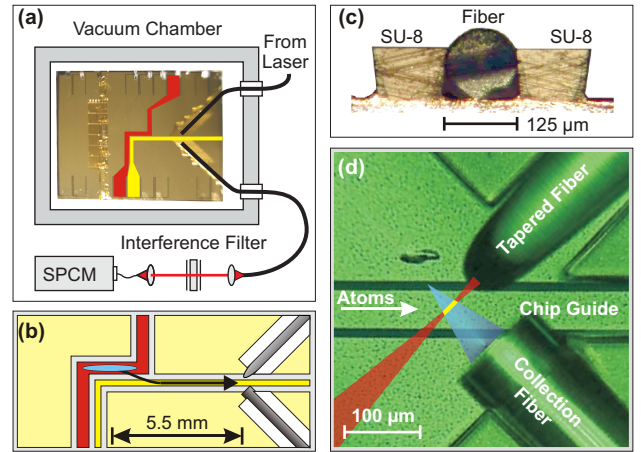 (a)
Vacuum Chamber
From
Laser
Interference Filter
SPCM
(b)
5.5 mm
(c)
Fiber
SU-8
SU-8
125 µm
(d)
Tapered Fiber
Atoms
Chip Guide
Collection
Fiber
100 µm